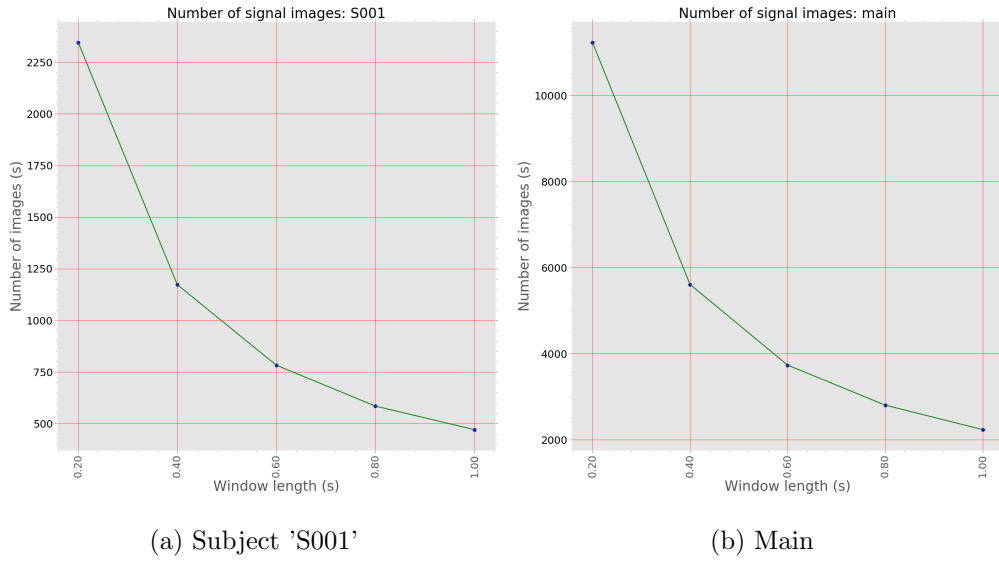 Number of signal images: S001
Number of images (s)
2250
2000
1750
1500
1250
1000
750
500
0.20
0.40
0.60
0.80
1.00
Window length (s)
(a) Subject 'S001'
Number of signal images: main
Number of images (s)
10000
8000
6000
4000
2000
0.20
0.40
0.60
0.80
1.00
Window length (s)
(b) Main